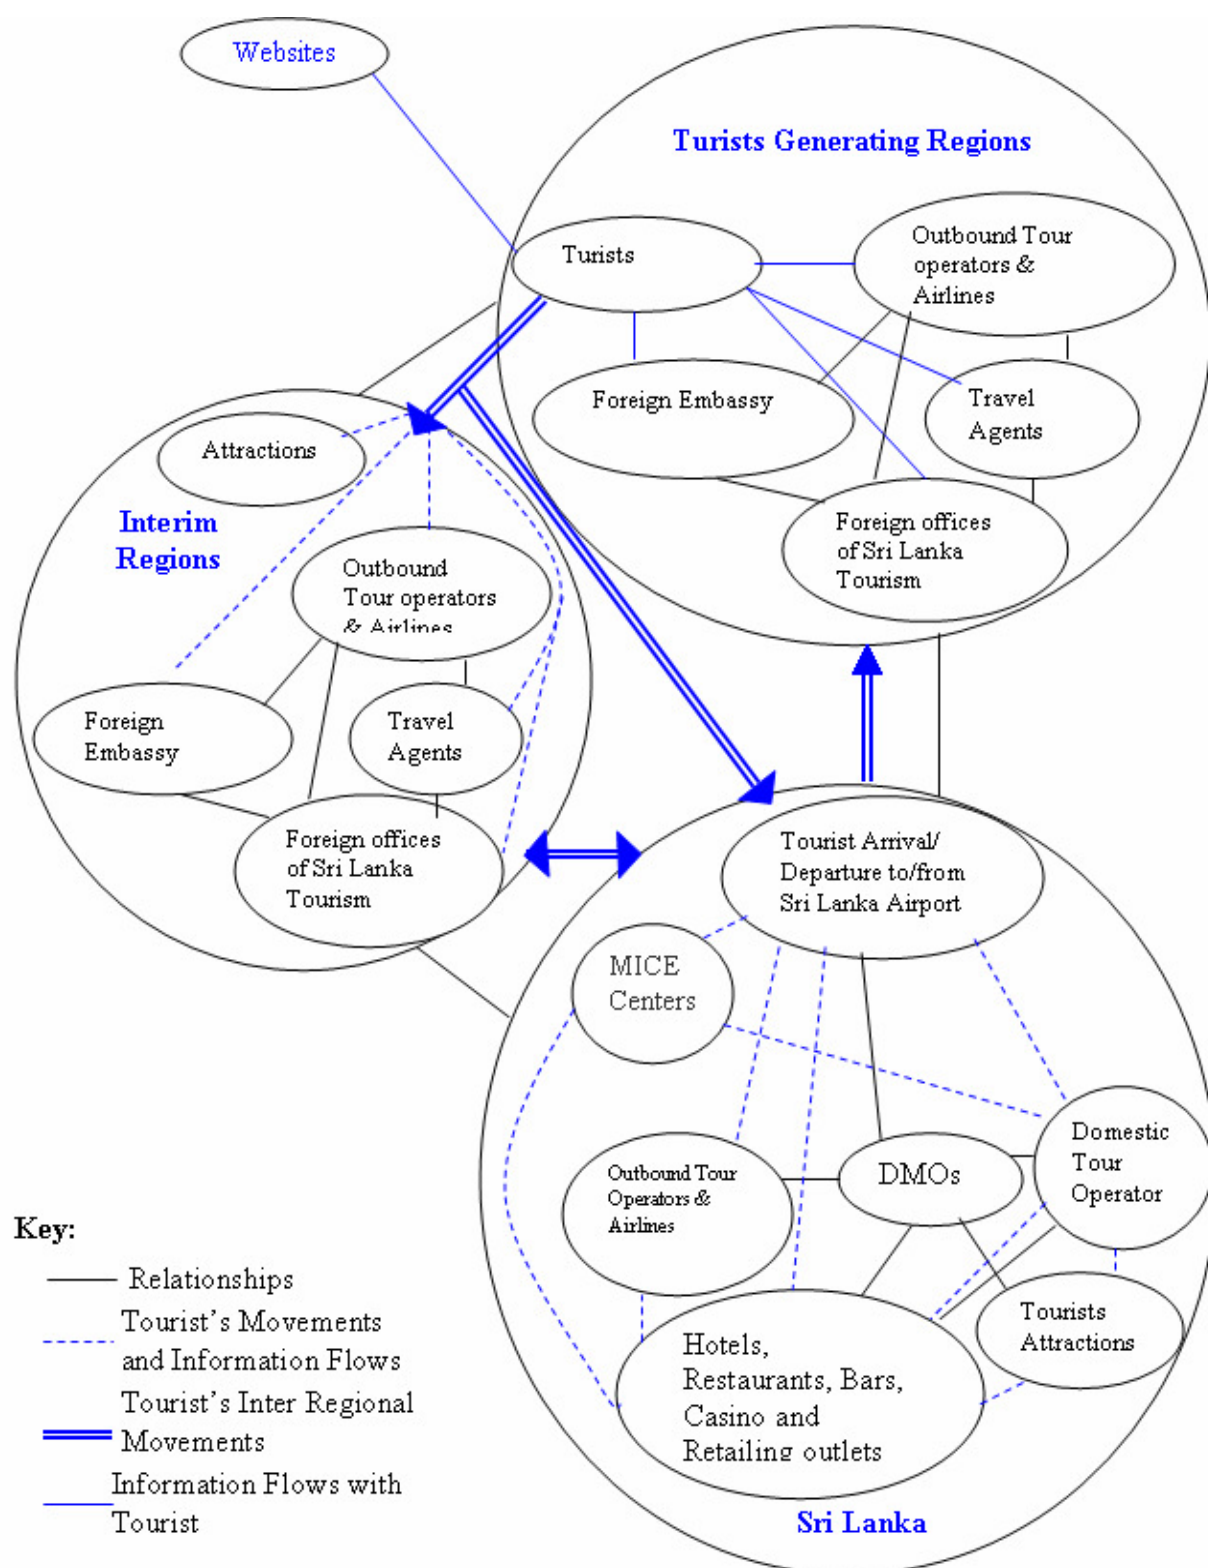 Websites
Turists Generating Regions
Turists
Outbound Tour
operators &
Airlines
Foreign Embassy
Travel
Agents
Foreign offices
of Sri Lanka
Tourism
Attractions
Interim
Regions
Outbound
Tour operators
& Airlines
Foreign
Embassy
Travel
Agents
Foreign offices
of Sri Lanka
Tourism
Tourist Arrival/
Departure to/from
Sri Lanka Airport
MICE
Centers
Outbound Tour
Operators &
Airlines
DMOs
Domestic
Tour
Operator
Hotels,
Restaurants, Bars,
Casino and
Retailing outlets
Tourists
Attractions
Sri Lanka
Key:
Relationships
Tourist's Movements
and Information Flows
Tourist's Inter Regional
Movements
Information Flows with
Tourist